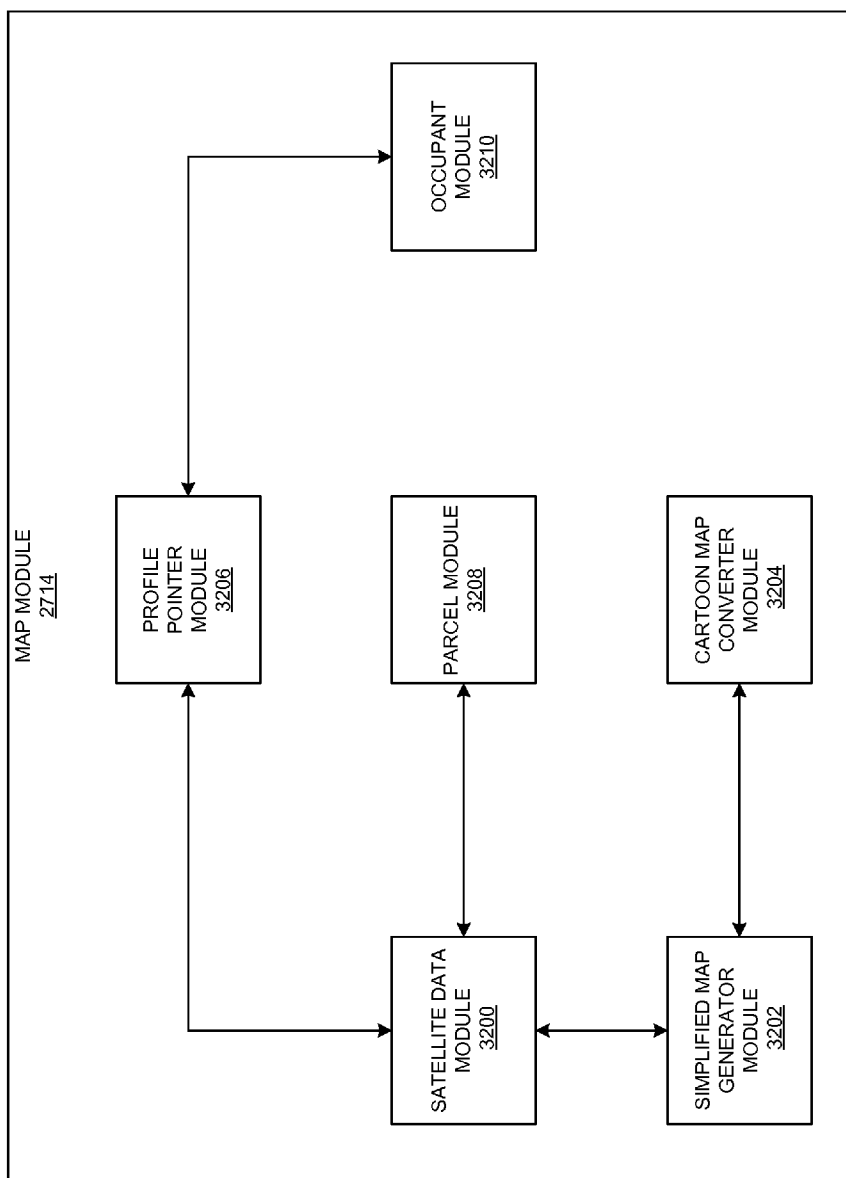 MAP MODULE
2714
PROFILE
POINTER
MODULE
3206
SATELLITE DATA
MODULE
3200
PARCEL MODULE
3208
OCCUPANT
MODULE
3210
SIMPLIFIED MAP
GENERATOR
MODULE
3202
CARTOON MAP
CONVERTER
MODULE
3204